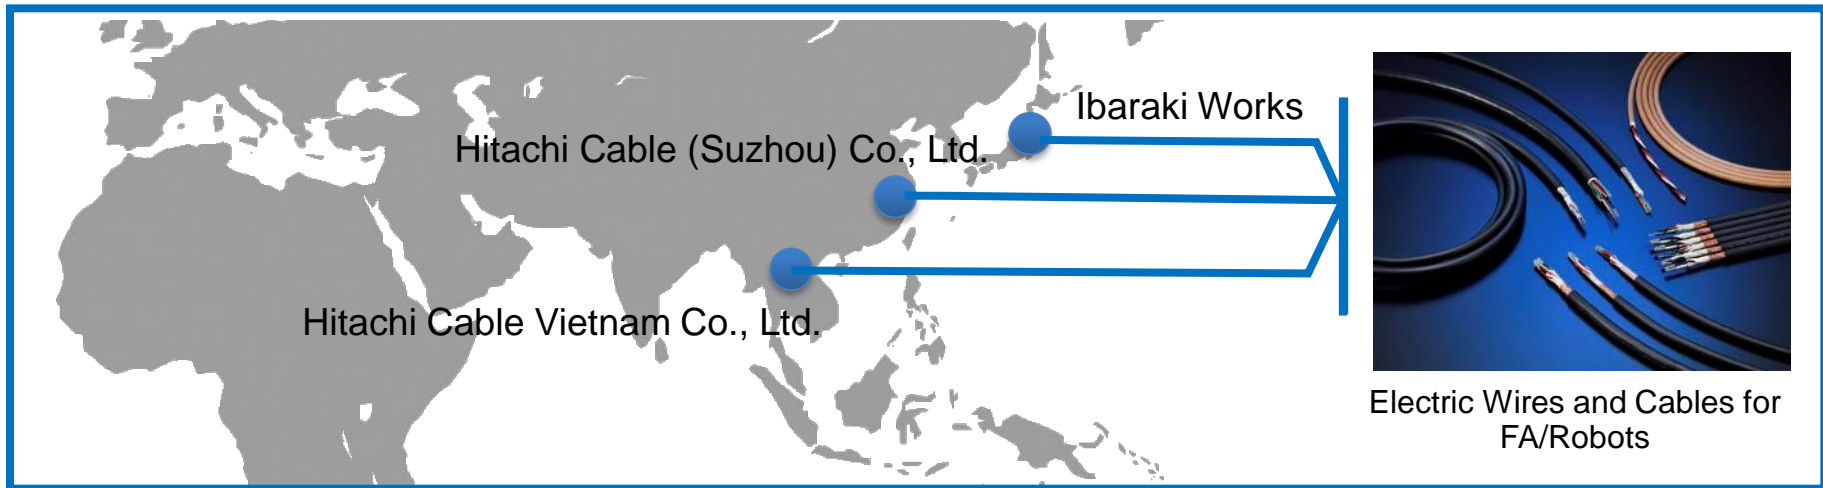 Ibaraki Works
Hitachi Cable (Suzhou) Co., Ltd.
Hitachi Cable Vietnam Co., Ltd.
Electric Wires and Cables for
FA/Robots